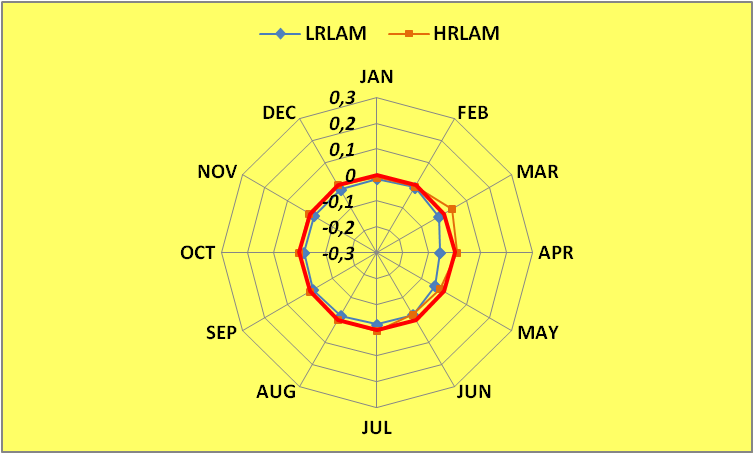 LRLAM HRLAM
JAN
0,3
DEC FEB
0,2
0,1
NOV MAR
0
-0,1
-0,2
OCT -0,3 APR
SEP MAY
AUG JUN
JUL